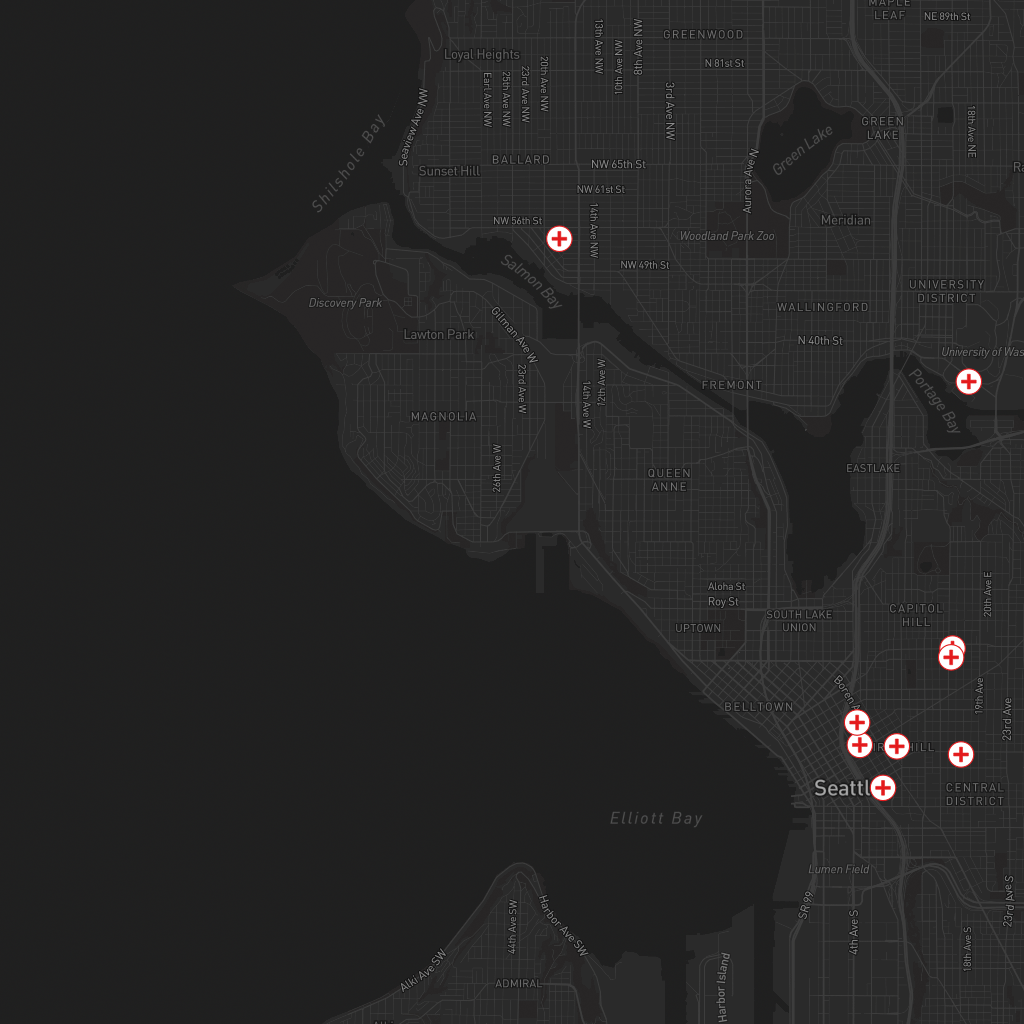 MAPLE
LEAF
NE 89th St
13th Ave NW
10th Ave NW
8th Ave NW
GREENWOOD
Loyal Heights
N 81st St
Earl Ave NW
25th Ave NW
23rd Ave NW
20th Ave NW
3rd Ave NW
Seaview Ave NW
GREEN
LAKE
18th Ave NE
Green Lake
Shilshole Bay
BALLARD
NW 65th St
Sunset Hill
Aurora Ave N
NW 61st St
NW 56th St
14th Ave NW
Meridian
Woodland Park Zoo
Salmon Bay
NW 49th St
UNIVERSITY
DISTRICT
Discovery Park
WALLINGFORD
Gilman Ave W
Lawton Park
N 40th St
University of Was
23rd Ave W
14th Ave W
12th Ave W
FREMONT
Portage Bay
MAGNOLIA
26th Ave W
QUEEN
ANNE
EASTLAKE
Aloha St
Roy St
20th Ave E
CAPITOL
HILL
SOUTH LAKE
UNION
UPTOWN
Boren A
19th Ave
23rd Ave
BELLTOWN
HILL
Seattl
CENTRAL
DISTRICT
Elliott Bay
Lumen Field
SR 99
4th Ave S
23rd Ave S
18th Ave S
44th Ave SW
Harbor Ave SW
Alki Ave SW
Harbor Island
ADMIRAL